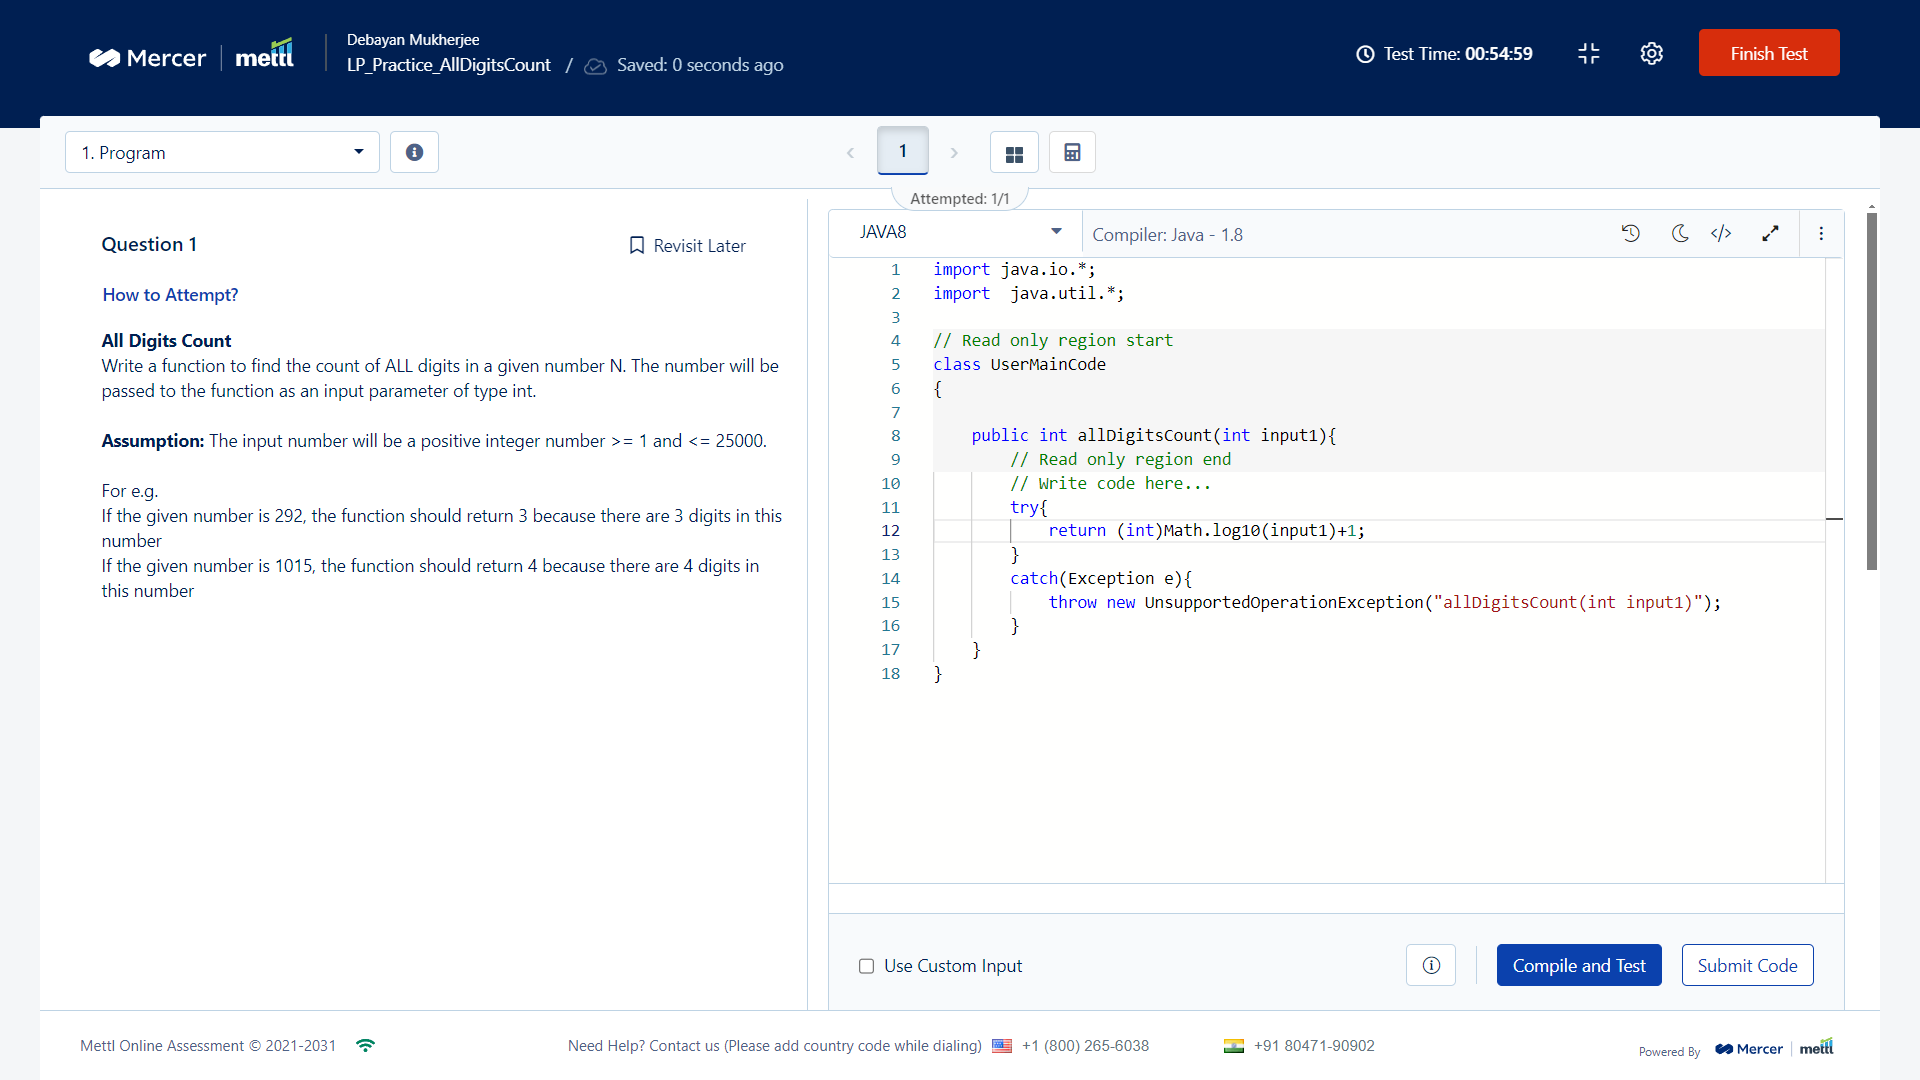 Mercer | mettl
Debayan Mukherjee
LP_Practice_AllDigitsCount / Saved: 0 seconds ago
Test Time: 00:54:59
Finish Test
1. Program
1
Attempted: 1/1
Question 1
Revisit Later
How to Attempt?
All Digits Count
Write a function to find the count of ALL digits in a given number N. The number will be
passed to the function as an input parameter of type int.
Assumption: The input number will be a positive integer number >= 1 and <= 25000.
For e.g.
If the given number is 292, the function should return 3 because there are 3 digits in this
number
If the given number is 1015, the function should return 4 because there are 4 digits in
this number
JAVA8
Compiler: Java - 1.8
1 import java.io.*;
2 import  java.util.*;
3
4 // Read only region start
5 class UserMainCode
6 {
7
8     public int allDigitsCount(int input1){
9         // Read only region end
10         // Write code here...
11         try{
12             return (int)Math.log10(input1)+1;
13         }
14         catch(Exception e){
15             throw new UnsupportedOperationException("allDigitsCount(int input1)");
16         }
17     }
18 }
Use Custom Input
Compile and Test
Submit Code
Mettl Online Assessment © 2021-2031
Need Help? Contact us (Please add country code while dialing) +1 (800) 265-6038
+91 80471-90902
Powered By Mercer | mettl